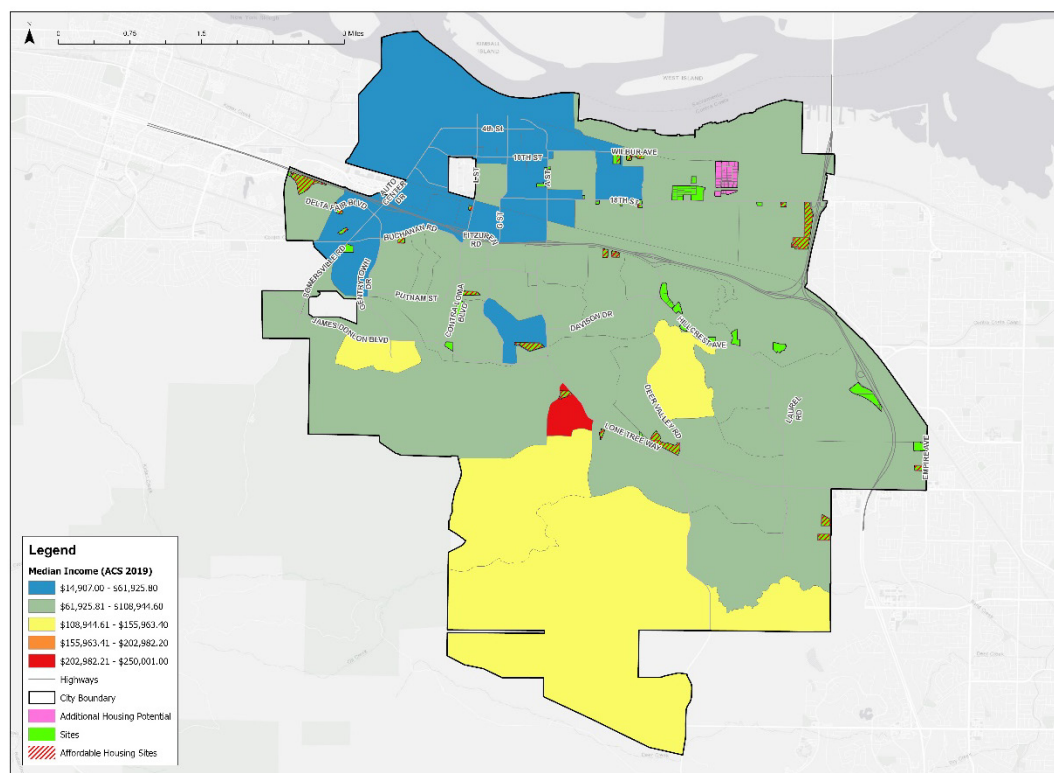 N
0 0.75 1.5 3 Miles
KIMBALL
ISLAND
WEST ISLAND
4th ST
WILBUR AVE
10TH ST
L ST
A ST
AUTO
CENTER
DR
18TH ST
DELTA FAIR BLVD
G ST
BUCHANAN RD
FITZUREN
RD
SOMERSVILLE RD
GENTRYTOWN
DR
PUTNAM ST
CONTRA LOMA
BLVD
DAVISON DR
HILLCREST AVE
JAMES DONLON BLVD
DEER VALLEY RD
LAUREL
RD
LONE TREE WAY
EMPIRE AVE
Legend
Median Income (ACS 2019)
$14,907.00 - $61,925.80
$61,925.81 - $108,944.60
$108,944.61 - $155,963.40
$155,963.41 - $202,982.20
$202,982.21 - $250,001.00
Highways
City Boundary
Additional Housing Potential
Sites
Affordable Housing Sites